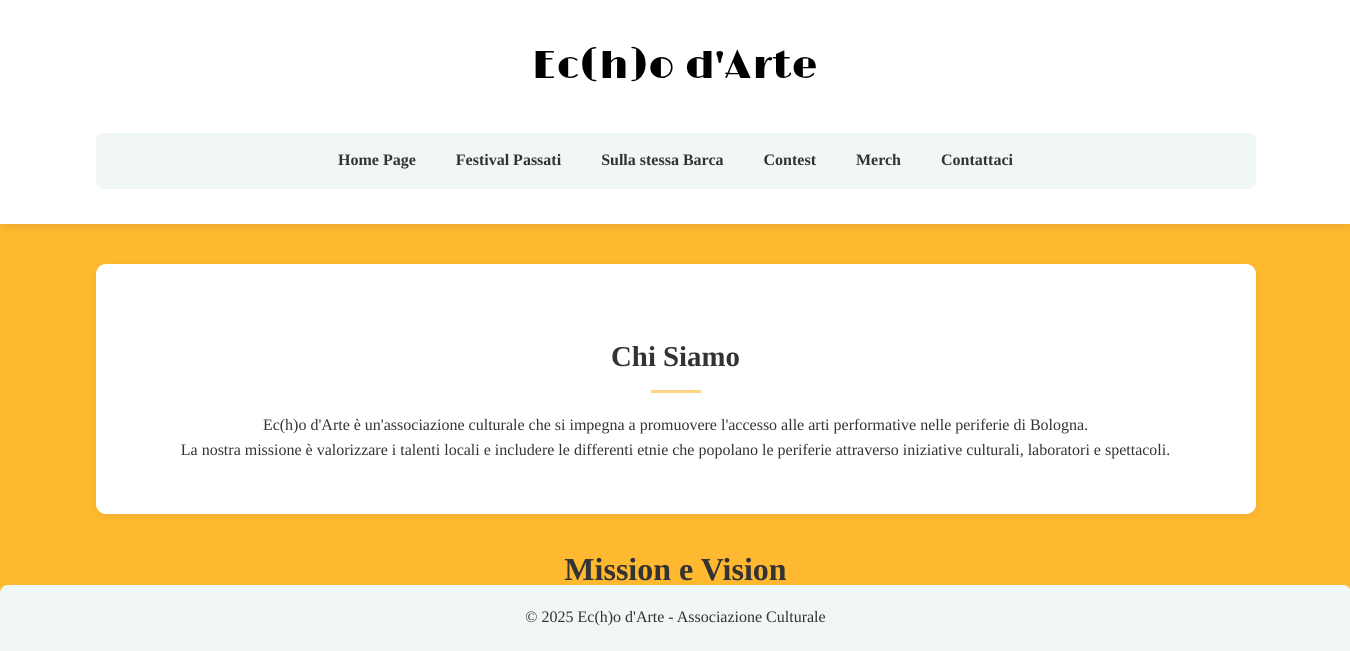 Ec(h)o d'Arte
Home Page Festival Passati Sulla stessa Barca Contest Merch Contattaci
Chi Siamo
Ec(h)o d'Arte è un'associazione culturale che si impegna a promuovere l'accesso alle arti performative nelle periferie di Bologna.
La nostra missione è valorizzare i talenti locali e includere le differenti etnie che popolano le periferie attraverso iniziative culturali, laboratori e spettacoli.
Mission e Vision
© 2025 Ec(h)o d'Arte - Associazione Culturale